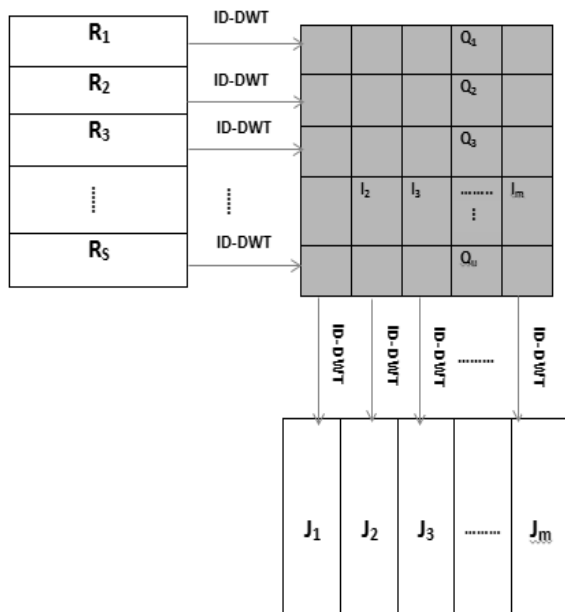 R1
ID-DWT
Q1
R2
ID-DWT
Q2
R3
ID-DWT
Q3
I2 I3 ........ Im
RS
ID-DWT
Qu
ID-DWT ID-DWT ID-DWT ......... ID-DWT
J1 J2 J3 ......... Jm